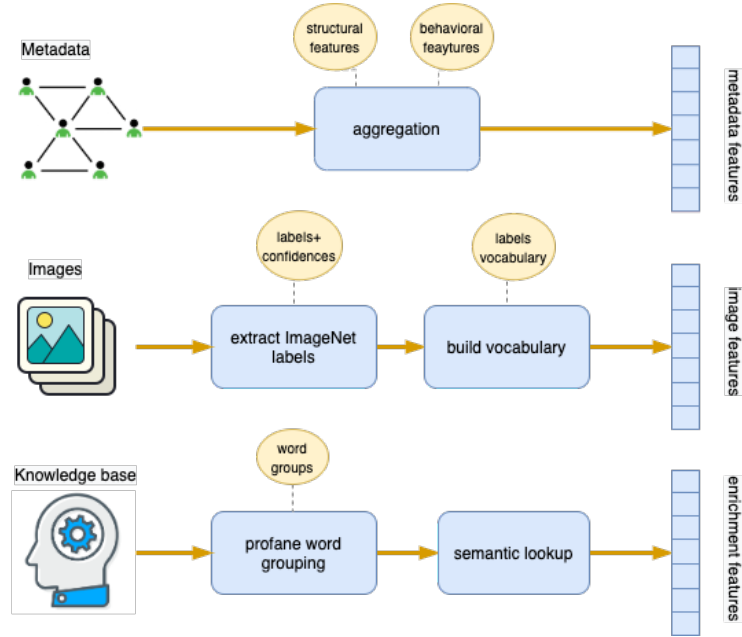 Metadata
structural
features
behavioral
feaytures
aggregation
metadata features
Images
labels+
confidences
labels
vocabulary
extract ImageNet
labels
build vocabulary
image features
Knowledge base
word
groups
profane word
grouping
semantic lookup
enrichment features